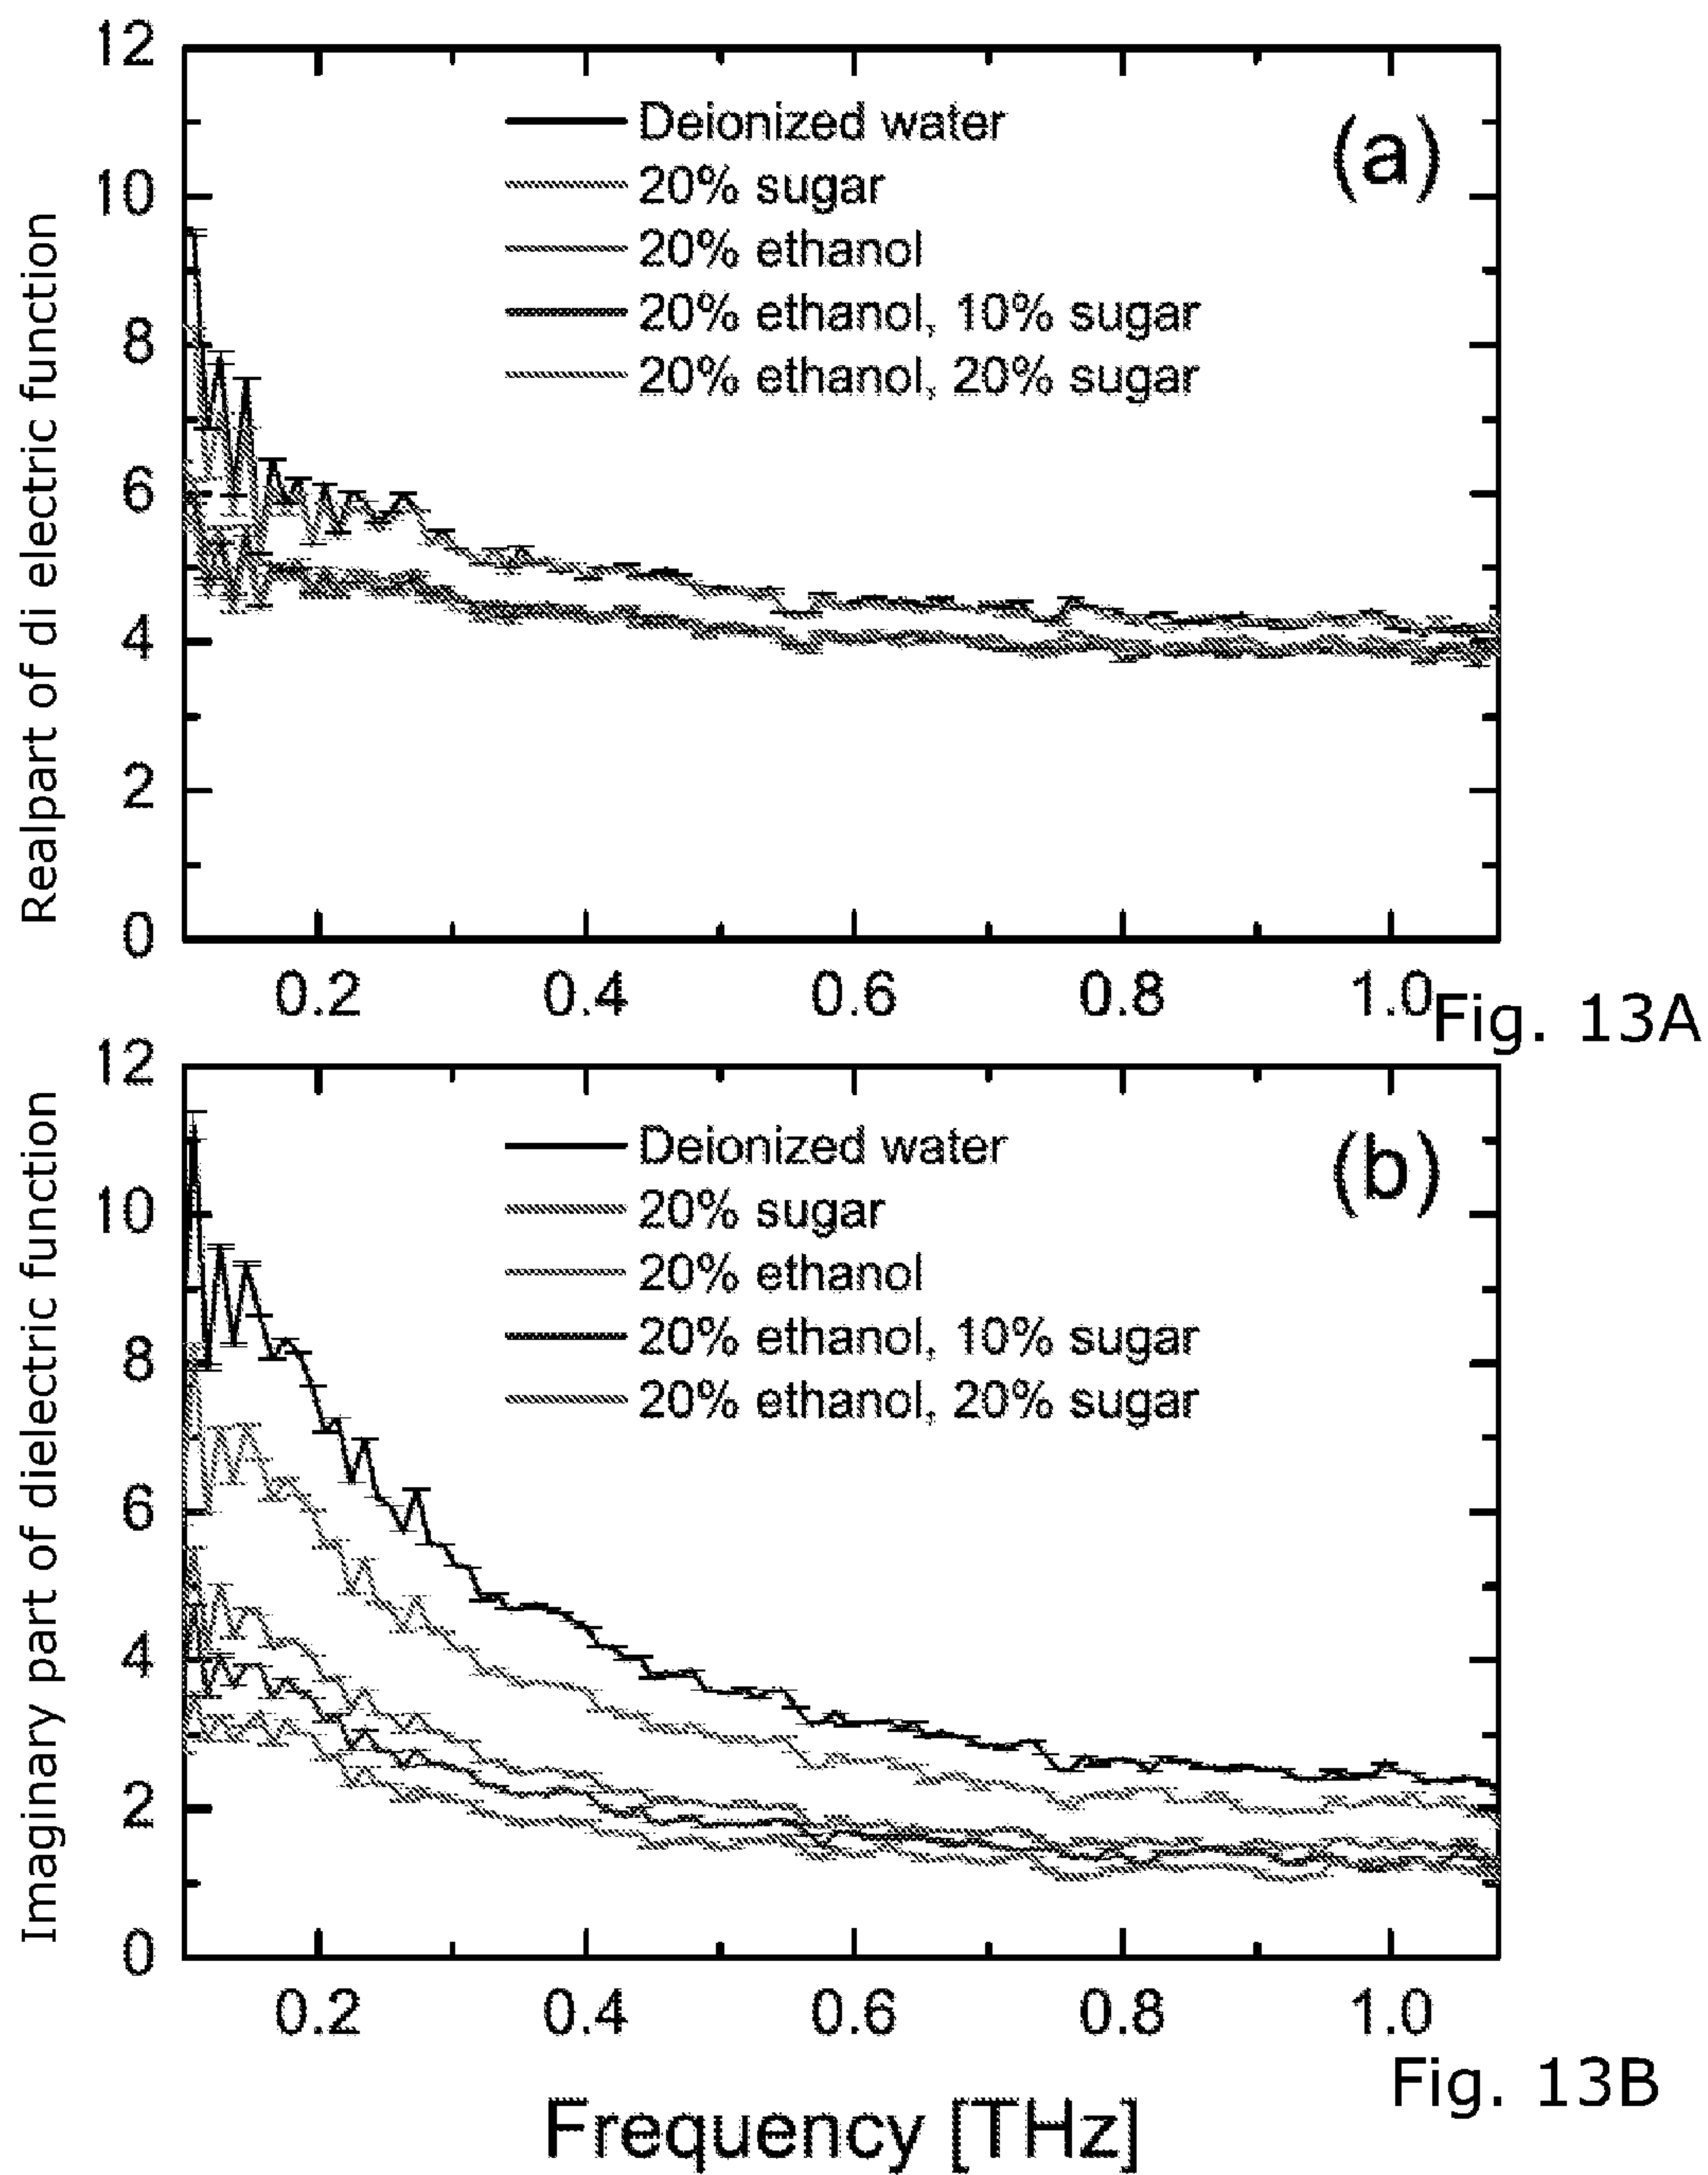 12
10
8
6
4
2
0
Realpart of di electric function
Deionized water
20% sugar
20% ethanol
20% ethanol, 10% sugar
20% ethanol, 20% sugar
(a)
0.2 0.4 0.6 0.8 1.0
Fig. 13A
12
10
8
6
4
2
0
Imaginary part of dielectric function
Deionized water
20% sugar
20% ethanol
20% ethanol, 10% sugar
20% ethanol, 20% sugar
(b)
0.2 0.4 0.6 0.8 1.0
Fig. 13B
Frequency [THz]